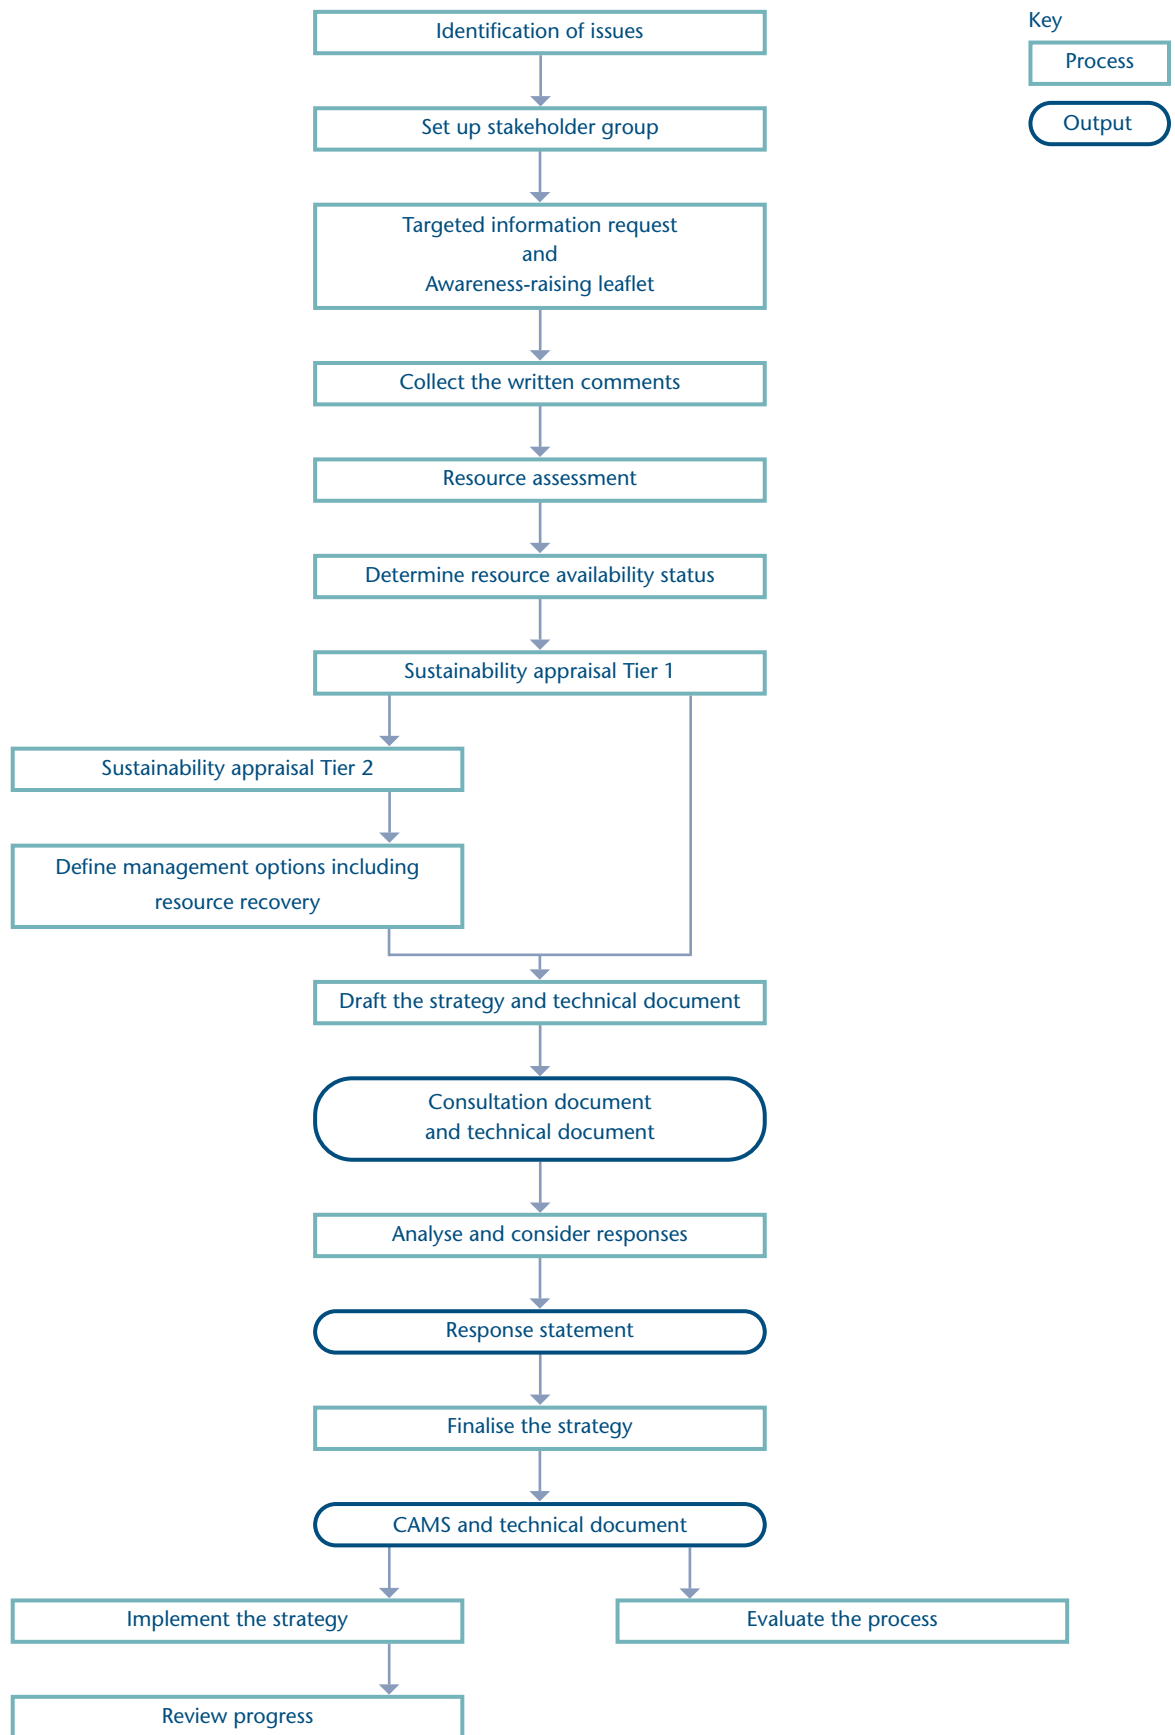 Identification of issues
Key
Process
Output
Set up stakeholder group
Targeted information request
and
Awareness-raising leaflet
Collect the written comments
Resource assessment
Determine resource availability status
Sustainability appraisal Tier 1
Sustainability appraisal Tier 2
Define management options including
resource recovery
Draft the strategy and technical document
Consultation document
and technical document
Analyse and consider responses
Response statement
Finalise the strategy
CAMS and technical document
Implement the strategy
Evaluate the process
Review progress